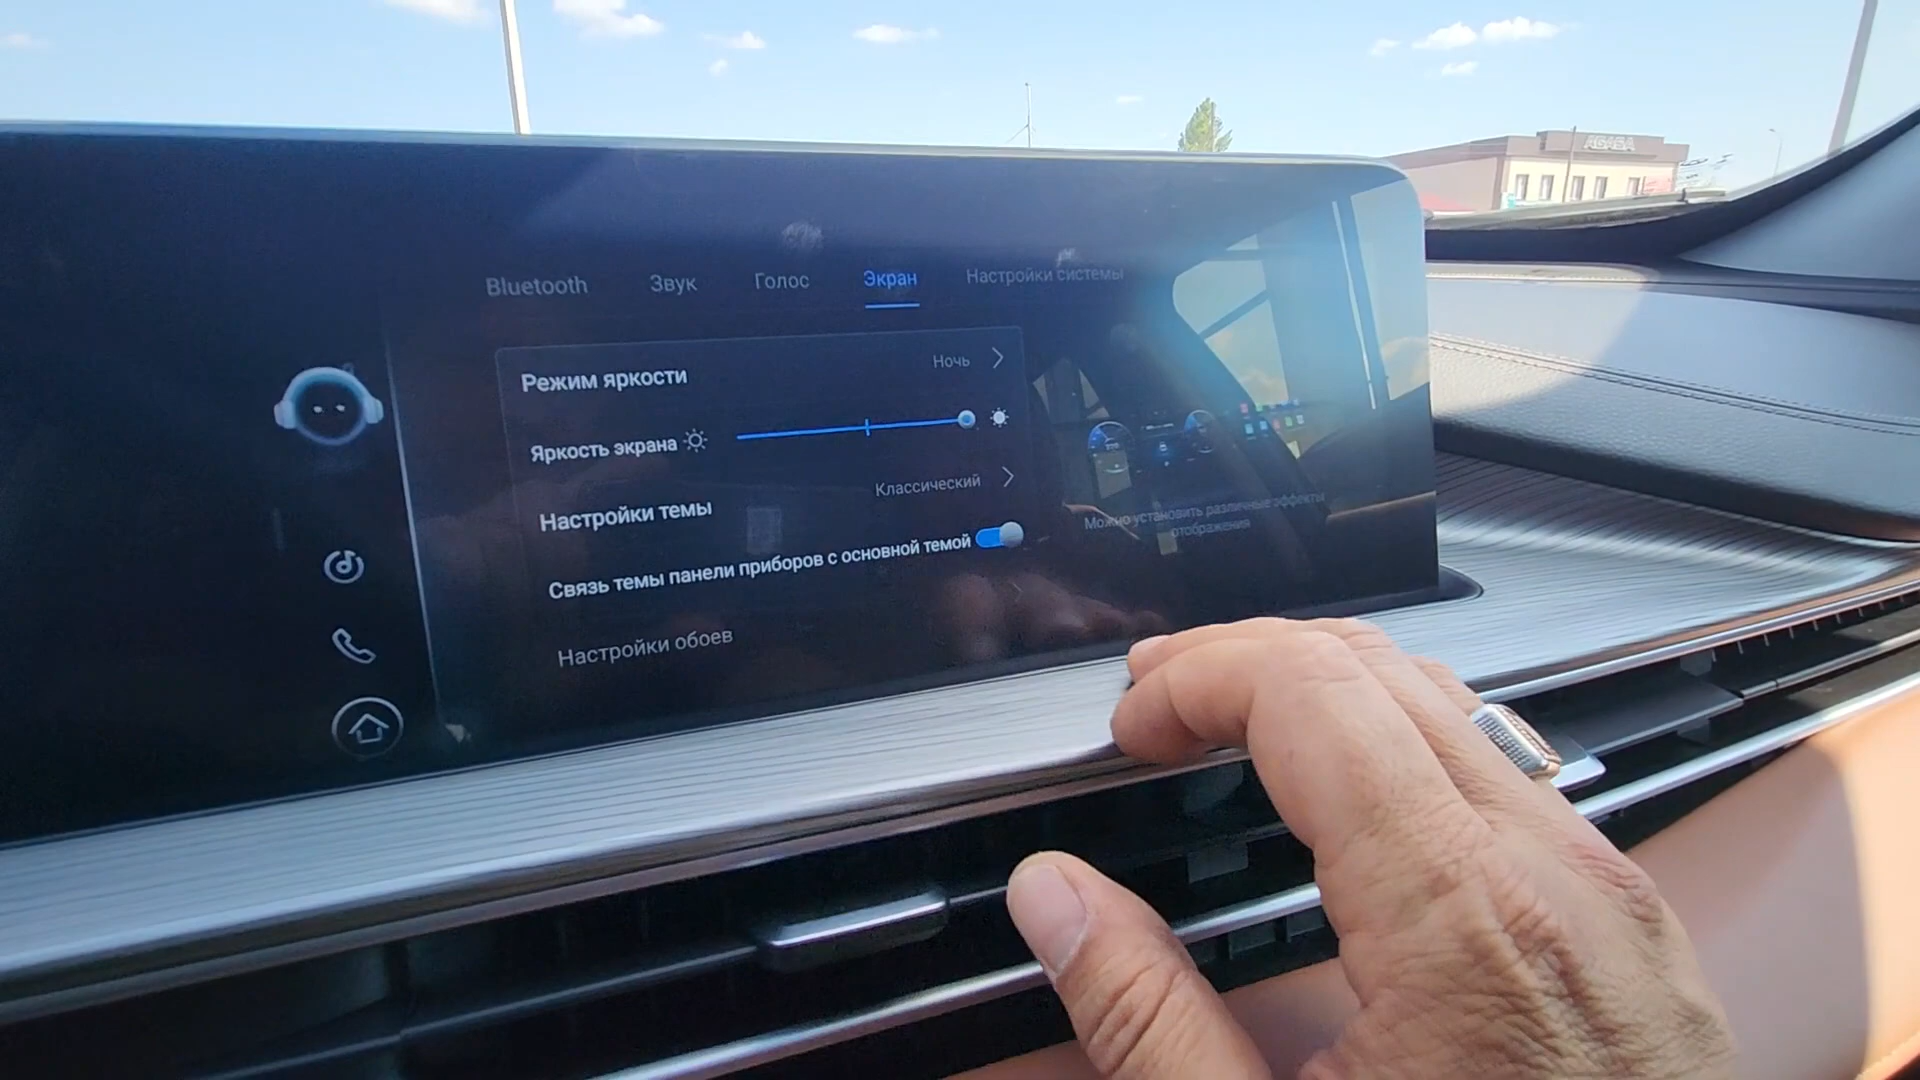 AGASA
Bluetooth Звук Голос Экран Настройки системы
Режим яркости Ночь
Яркость экрана
Настройки темы Классический
Связь темы панели приборов с основной темой
Настройки обоев
Можно установить различные эффекты
отображения